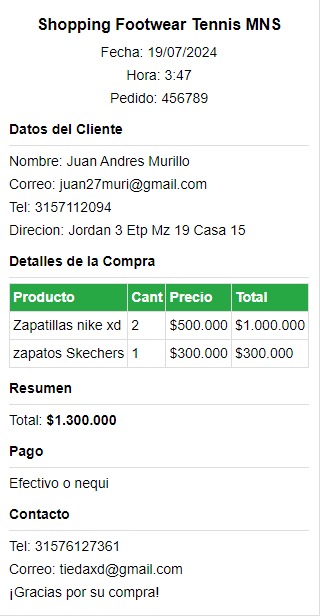 Shopping Footwear Tennis MNS
Fecha: 19/07/2024
Hora: 3:47
Pedido: 456789
Datos del Cliente
Nombre: Juan Andres Murillo
Correo: juan27muri@gmail.com
Tel: 3157112094
Direcion: Jordan 3 Etp Mz 19 Casa 15
Detalles de la Compra
Producto Cant Precio Total
Zapatillas nike xd 2 $500.000 $1.000.000
zapatos Skechers 1 $300.000 $300.000
Resumen
Total: $1.300.000
Pago
Efectivo o nequi
Contacto
Tel: 31576127361
Correo: tiedaxd@gmail.com
¡Gracias por su compra!